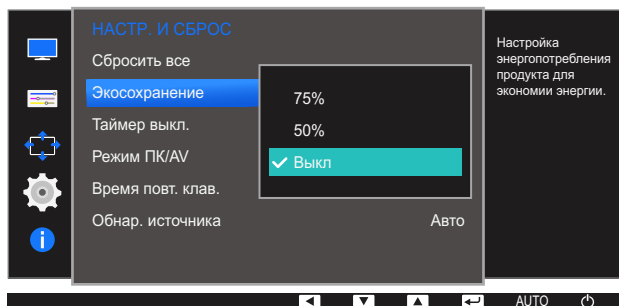 НАСТР. И СБРОС
Сбросить все
Экосохранение
Таймер выкл.
Режим ПК/AV
Время повт. клав.
Обнар. источника
Авто
75%
50%
Выкл
Настройка
энергопотребления
продукта для
экономии энергии.
AUTO